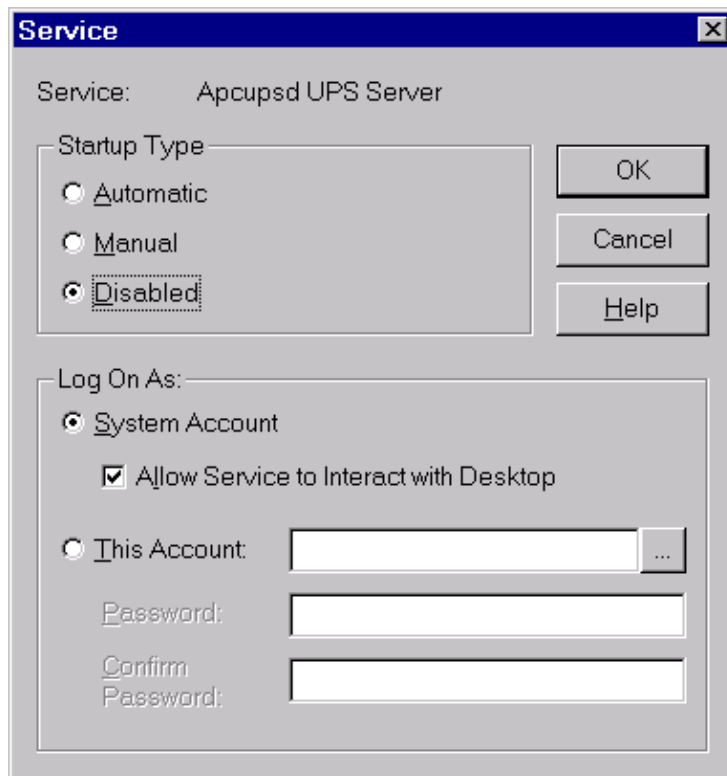 Service
Service: Apcupsd UPS Server
Startup Type
Automatic
Manual
Disabled
OK
Cancel
Help
Log On As:
System Account
Allow Service to Interact with Desktop
This Account:
...
Password:
Confirm
Password: